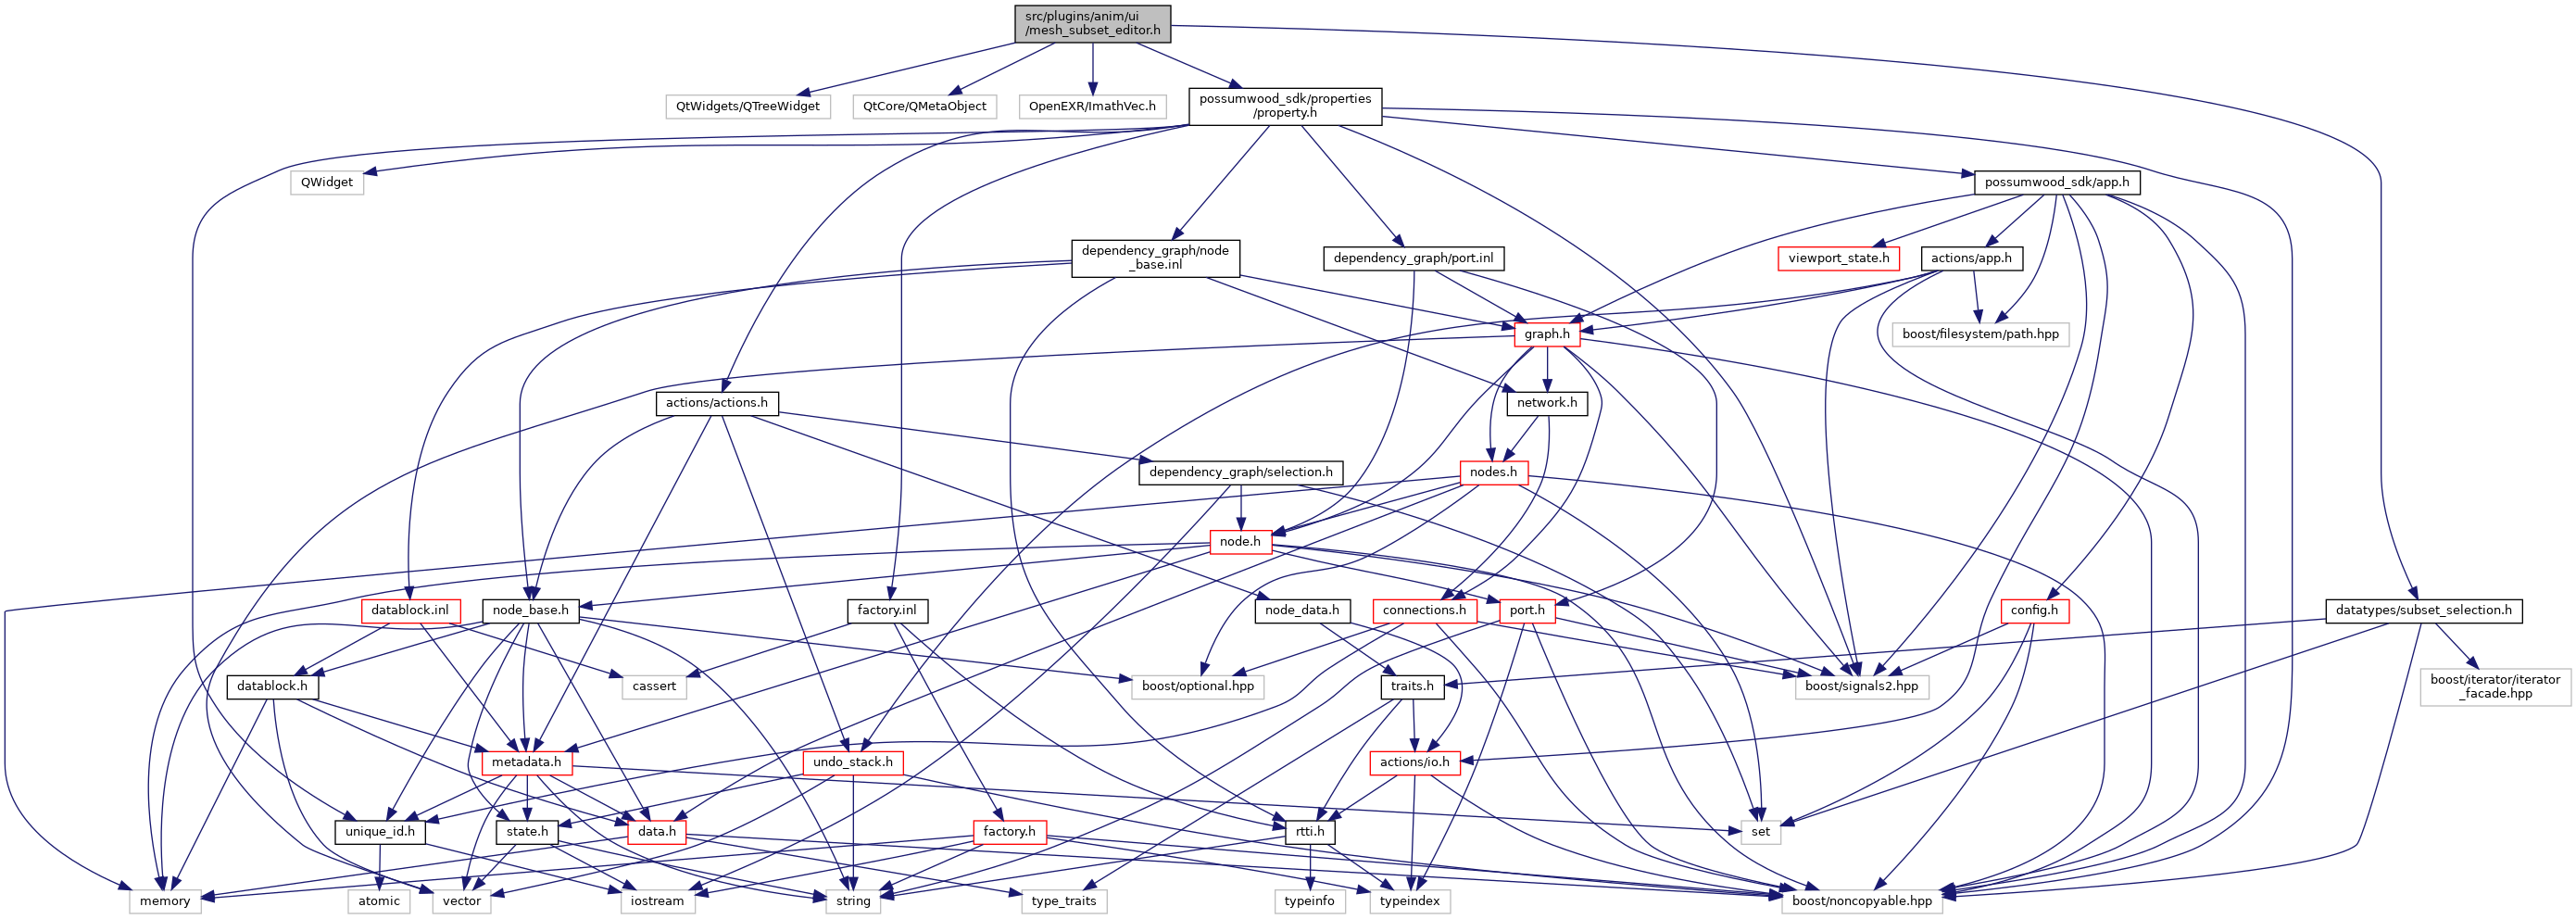 src/plugins/anim/ui
/mesh_subset_editor.h
QtWidgets/QTreeWidget
QtCore/QMetaObject
OpenEXR/ImathVec.h
possumwood_sdk/properties
/property.h
QWidget
possumwood_sdk/app.h
dependency_graph/node
_base.inl
dependency_graph/port.inl
viewport_state.h
actions/app.h
graph.h
boost/filesystem/path.hpp
actions/actions.h
network.h
dependency_graph/selection.h
nodes.h
node.h
datablock.inl
node_base.h
factory.inl
node_data.h
connections.h
port.h
config.h
datatypes/subset_selection.h
datablock.h
cassert
boost/optional.hpp
traits.h
boost/signals2.hpp
boost/iterator/iterator
_facade.hpp
metadata.h
undo_stack.h
actions/io.h
unique_id.h
state.h
data.h
factory.h
rtti.h
set
memory
atomic
vector
iostream
string
type_traits
typeinfo
typeindex
boost/noncopyable.hpp